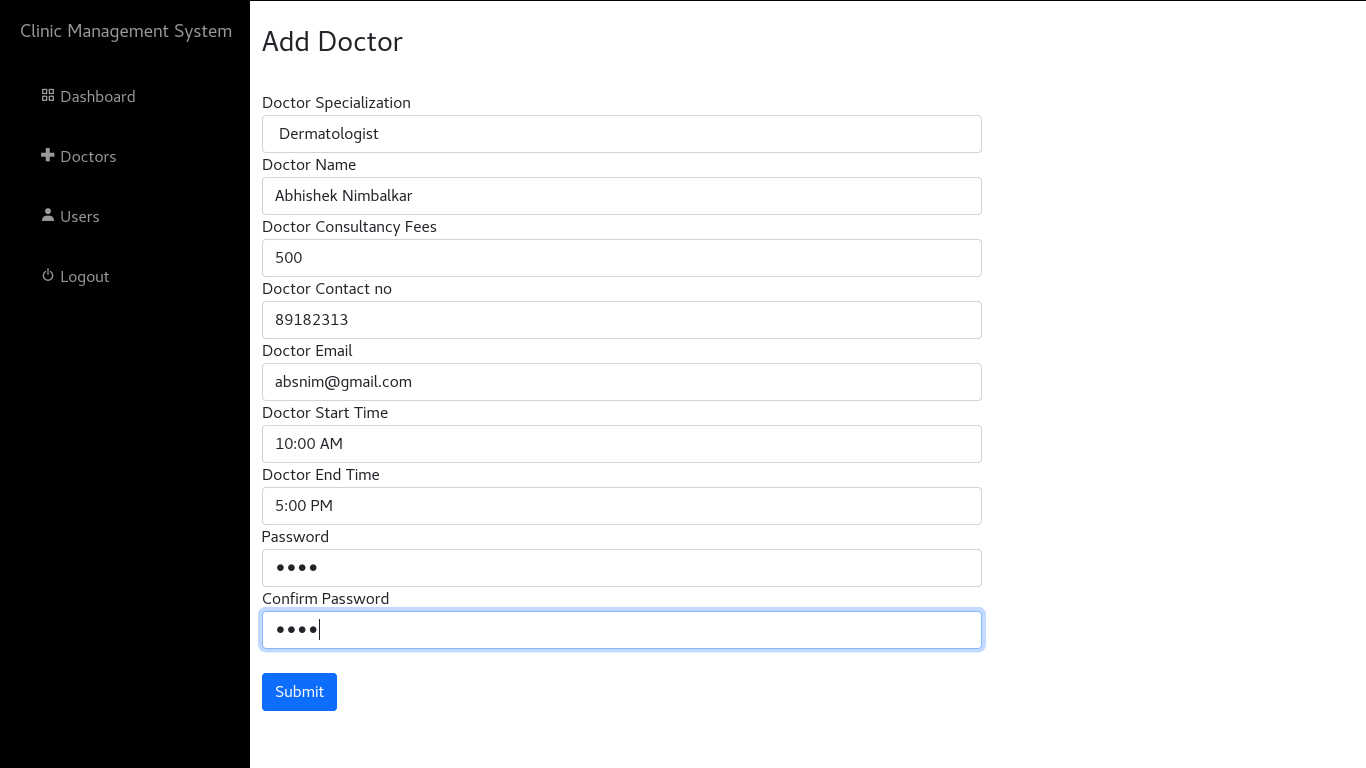 Clinic Management System
Dashboard
Doctors
Users
Logout
Add Doctor
Doctor Specialization
Dermatologist
Doctor Name
Abhishek Nimbalkar
Doctor Consultancy Fees
500
Doctor Contact no
89182313
Doctor Email
absnim@gmail.com
Doctor Start Time
10:00 AM
Doctor End Time
5:00 PM
Password
••••
Confirm Password
••••
Submit